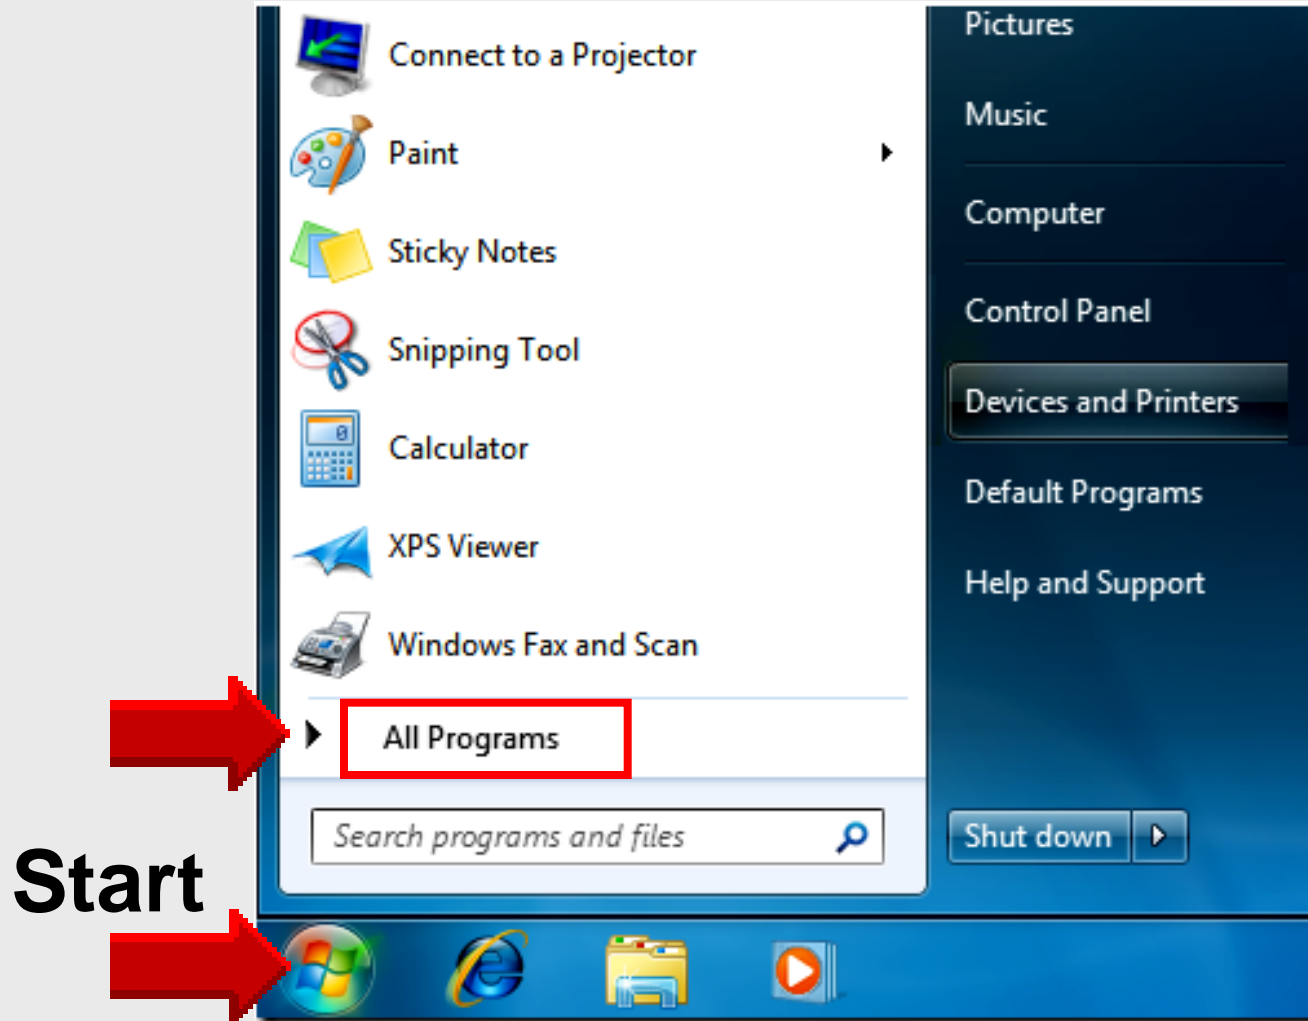 Connect to a Projector
Paint
Sticky Notes
Snipping Tool
Calculator
0
XPS Viewer
Windows Fax and Scan
All Programs
Search programs and files
Pictures
Music
Computer
Control Panel
Devices and Printers
Default Programs
Help and Support
Shut down
Start